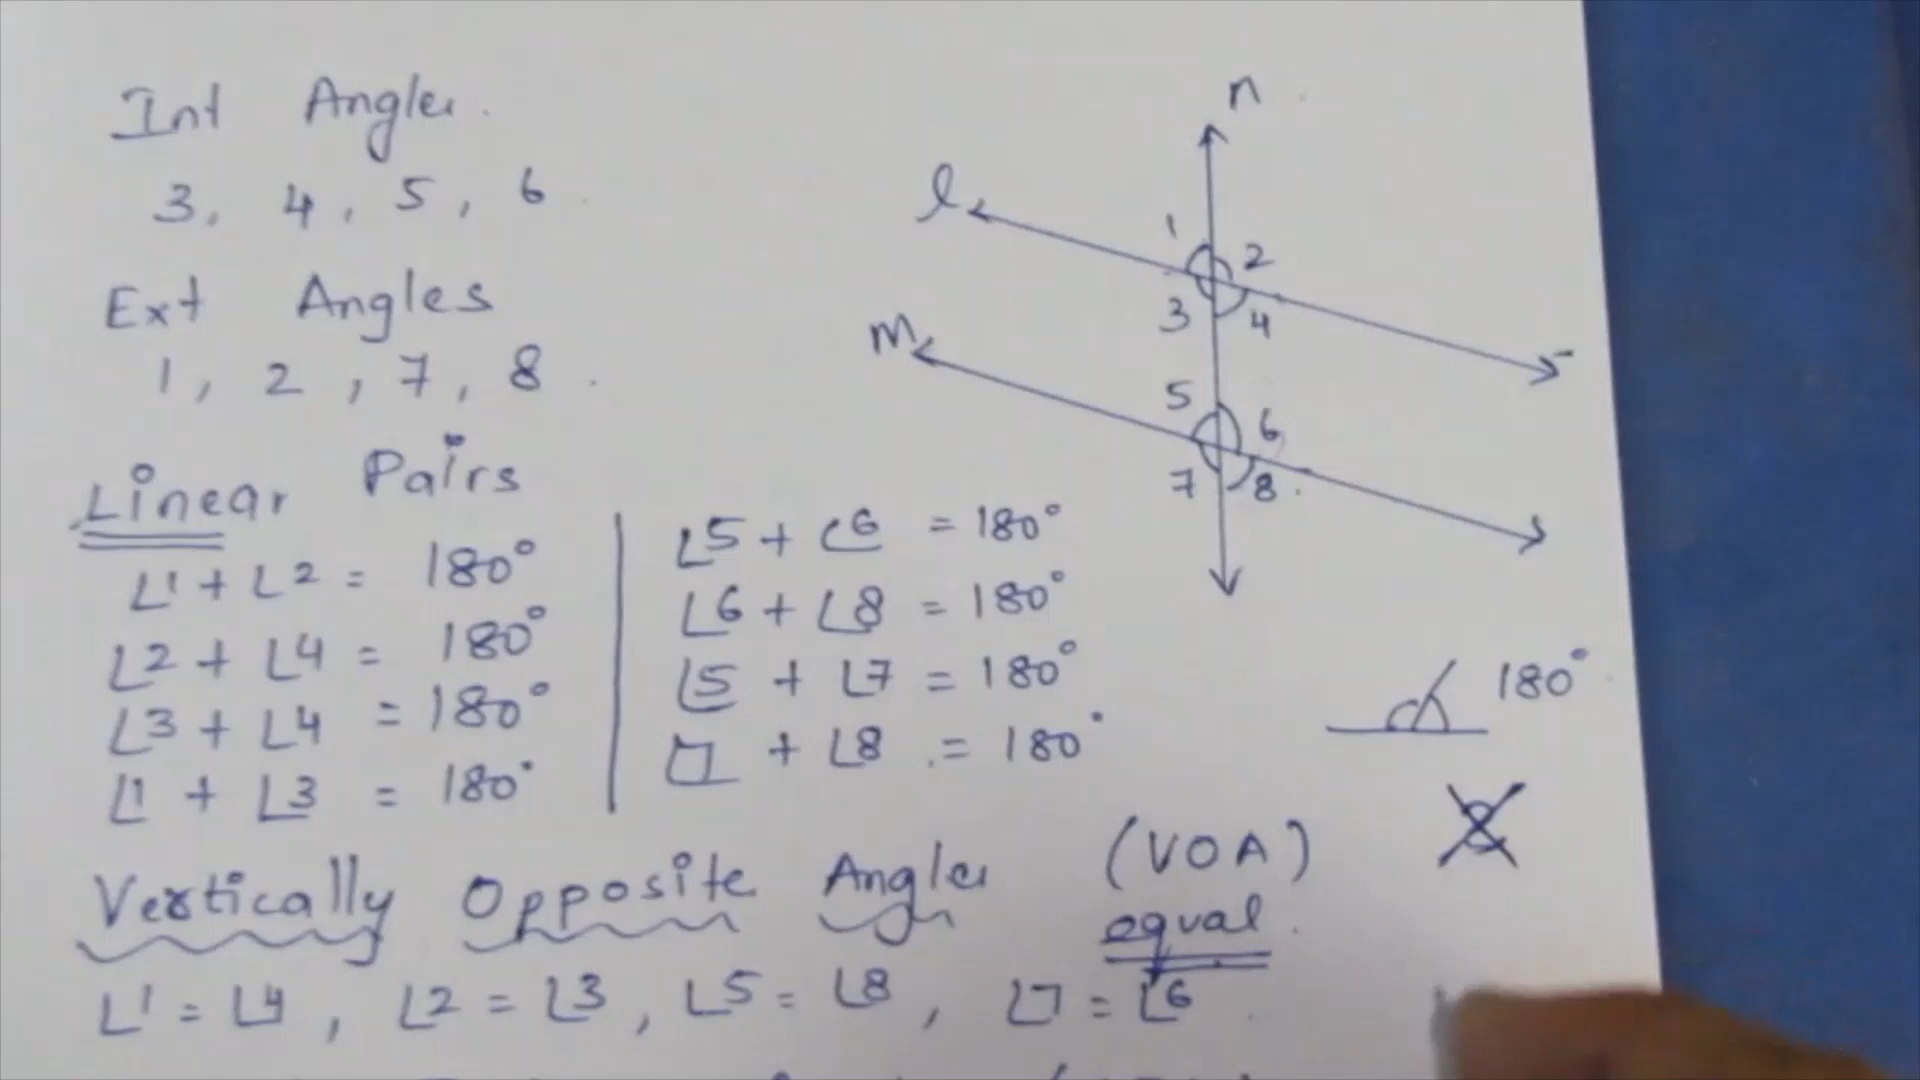 Int Angles
3, 4, 5, 6
Ext Angles
1, 2, 7, 8
Linear Pairs
∠1 + ∠2 = 180°
∠2 + ∠4 = 180°
∠3 + ∠4 = 180°
∠1 + ∠3 = 180°
∠5 + ∠6 = 180°
∠6 + ∠8 = 180°
∠5 + ∠7 = 180°
∠7 + ∠8 = 180°
n
l
1 2
3 4
m
5 6
7 8
180°
Vertically Opposite Angles (VOA)
equal
∠1 = ∠4, ∠2 = ∠3, ∠5 = ∠8, ∠7 = ∠6